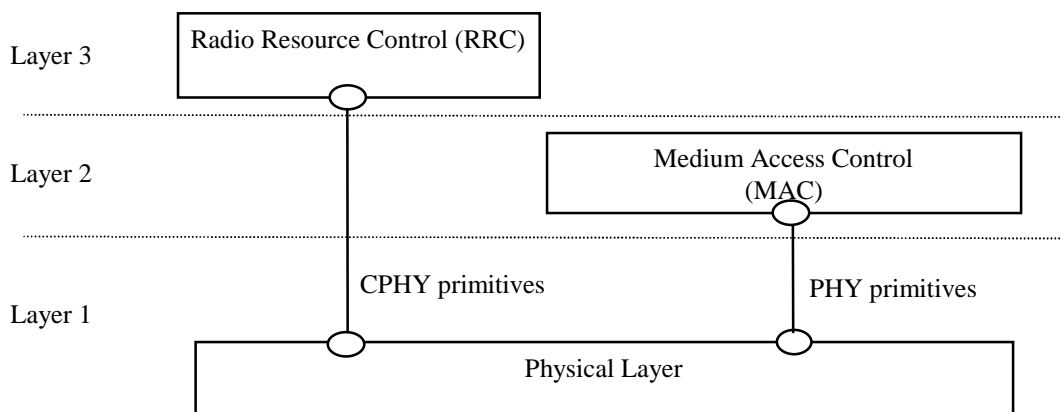 Radio Resource Control (RRC)
Layer 3
Medium Access Control
(MAC)
Layer 2
CPHY primitives
PHY primitives
Layer 1
Physical Layer